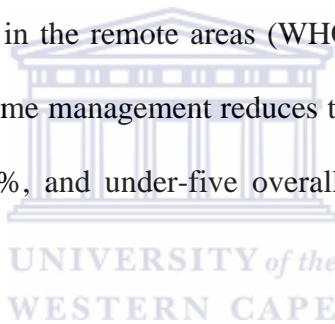 in the remote areas (WHO
me management reduces t
%, and under-five overall
UNIVERSITY of the
WESTERN CAPE